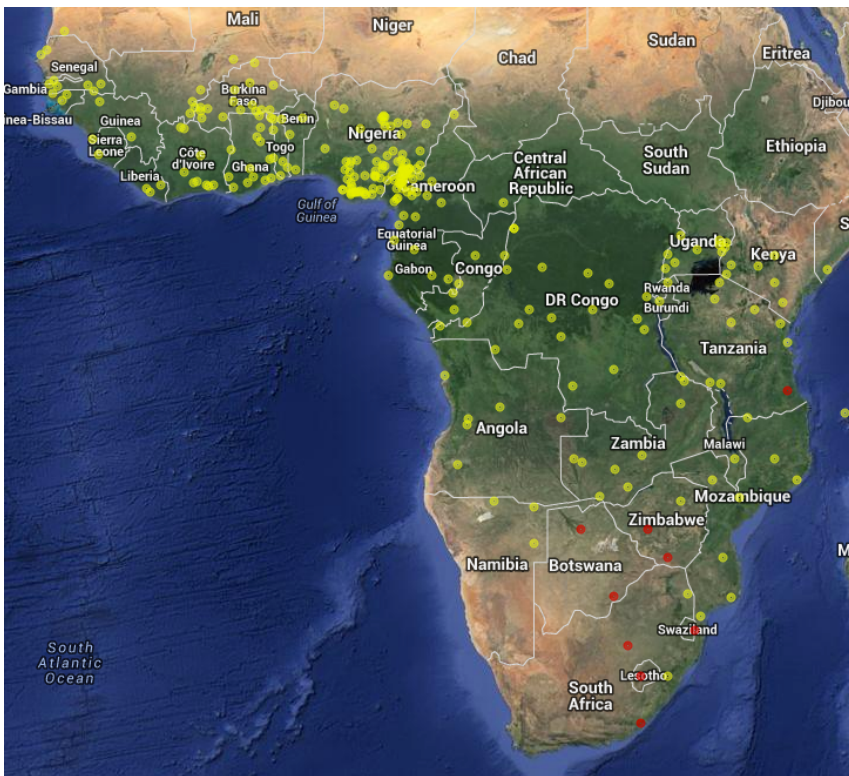 Mali
Niger
Sudan
Chad
Eritrea
Senegal
Gambia
Burkina
Faso
Djibou
inea-Bissau
Guinea
Benin
Nigeria
Sierra
Leone
Côte
d'Ivoire
Togo
Ghana
Liberia
Ethiopia
South
Sudan
Central
African
Republic
Cameroon
Gulf of
Guinea
Equatorial
Guinea
Uganda
Kenya
S
Gabon
Congo
DR Congo
Rwanda
Burundi
Tanzania
Angola
Zambia
Malawi
Mozambique
Zimbabwe
Namibia
Botswana
M
Swaziland
South
Atlantic
Ocean
Lesotho
South
Africa